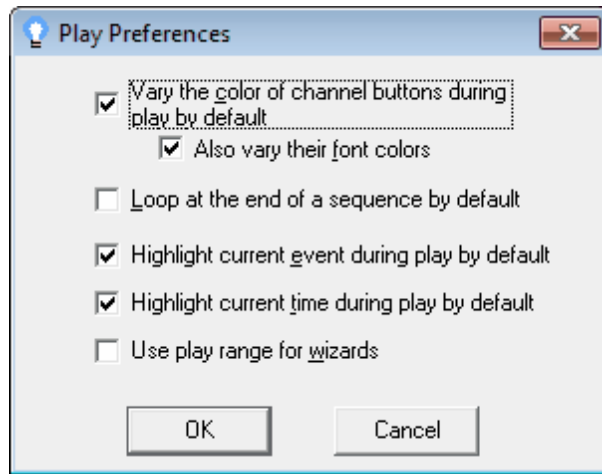 Play Preferences
Vary the color of channel buttons during
play by default
Also vary their font colors
Loop at the end of a sequence by default
Highlight current event during play by default
Highlight current time during play by default
Use play range for wizards
OK
Cancel